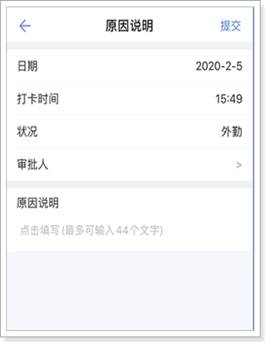 原因说明 提交
日期 2020-2-5
打卡时间 15:49
状况 外勤
审批人 >
原因说明
点击填写(最多可输入44个文字)